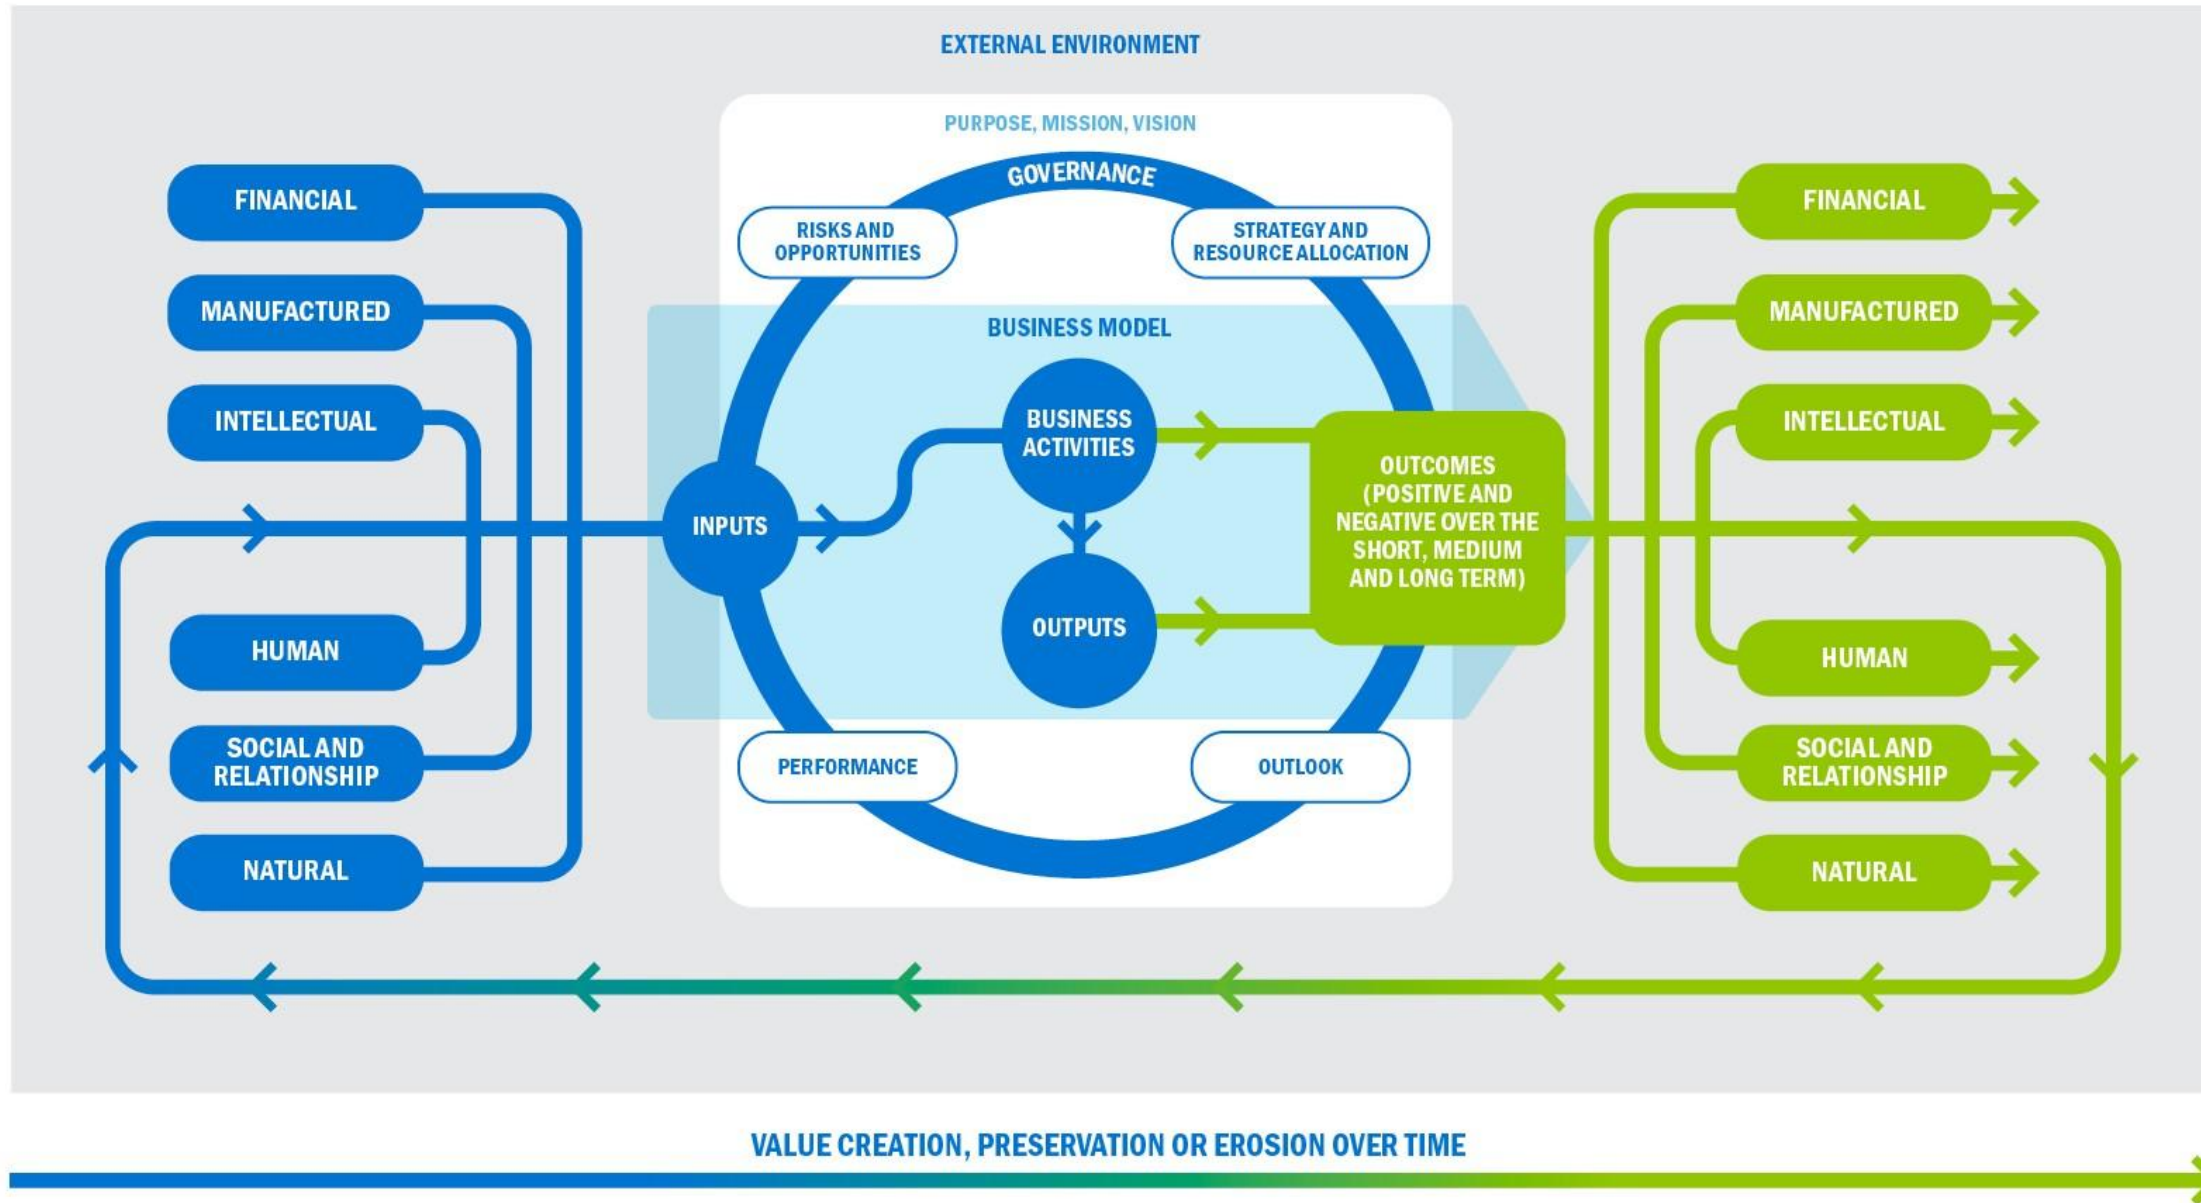 EXTERNAL ENVIRONMENT
PURPOSE, MISSION, VISION
GOVERNANCE
FINANCIAL
MANUFACTURED
INTELLECTUAL
HUMAN
SOCIAL AND
RELATIONSHIP
NATURAL
RISKS AND
OPPORTUNITIES
STRATEGY AND
RESOURCE ALLOCATION
BUSINESS MODEL
INPUTS
BUSINESS
ACTIVITIES
OUTPUTS
OUTCOMES
(POSITIVE AND
NEGATIVE OVER THE
SHORT, MEDIUM
AND LONG TERM)
PERFORMANCE
OUTLOOK
FINANCIAL
MANUFACTURED
INTELLECTUAL
HUMAN
SOCIAL AND
RELATIONSHIP
NATURAL
VALUE CREATION, PRESERVATION OR EROSION OVER TIME